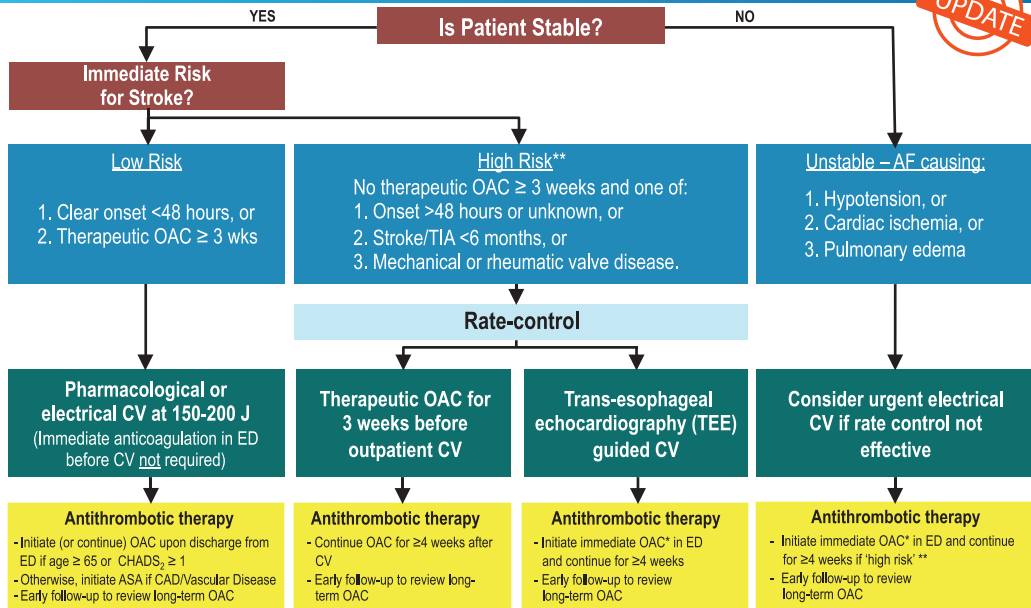 YES
Is Patient Stable?
NO
UPDATE
Immediate Risk
for Stroke?
Low Risk
1. Clear onset <48 hours, or
2. Therapeutic OAC ≥ 3 wks
High Risk**
No therapeutic OAC ≥ 3 weeks and one of:
1. Onset >48 hours or unknown, or
2. Stroke/TIA <6 months, or
3. Mechanical or rheumatic valve disease.
Unstable – AF causing:
1. Hypotension, or
2. Cardiac ischemia, or
3. Pulmonary edema
Rate-control
Pharmacological or
electrical CV at 150-200 J
(Immediate anticoagulation in ED
before CV not required)
Therapeutic OAC for
3 weeks before
outpatient CV
Trans-esophageal
echocardiography (TEE)
guided CV
Consider urgent electrical
CV if rate control not
effective
Antithrombotic therapy
- Initiate (or continue) OAC upon discharge from
ED if age ≥ 65 or CHADS₂ ≥ 1
- Otherwise, initiate ASA if CAD/Vascular Disease
- Early follow-up to review long-term OAC
Antithrombotic therapy
- Continue OAC for ≥4 weeks after
CV
- Early follow-up to review long-
term OAC
Antithrombotic therapy
- Initiate immediate OAC* in ED
and continue for ≥4 weeks
- Early follow-up to review
long-term OAC
Antithrombotic therapy
- Initiate immediate OAC* in ED and continue
for ≥4 weeks if 'high risk' **
- Early follow-up to review
long-term OAC